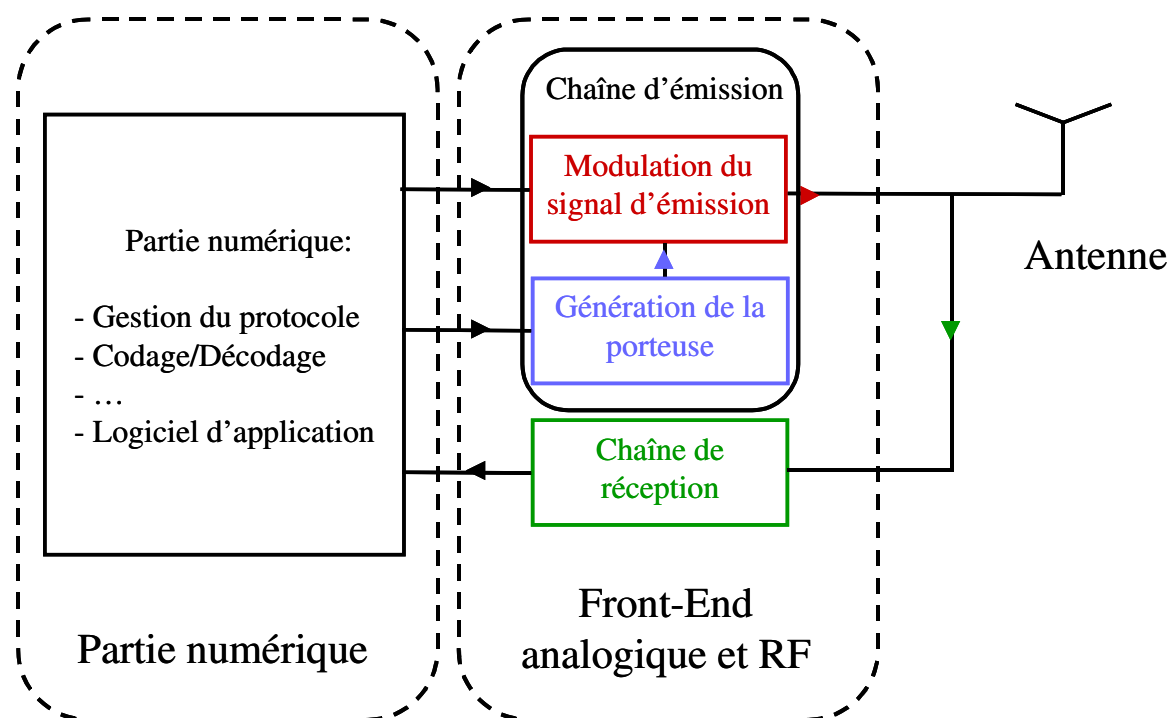 Partie numérique:
- Gestion du protocole
- Codage/Décodage
- …
- Logiciel d’application
Partie numérique
Chaîne d’émission
Modulation du
signal d’émission
Génération de la
porteuse
Chaîne de
réception
Front-End
analogique et RF
Antenne